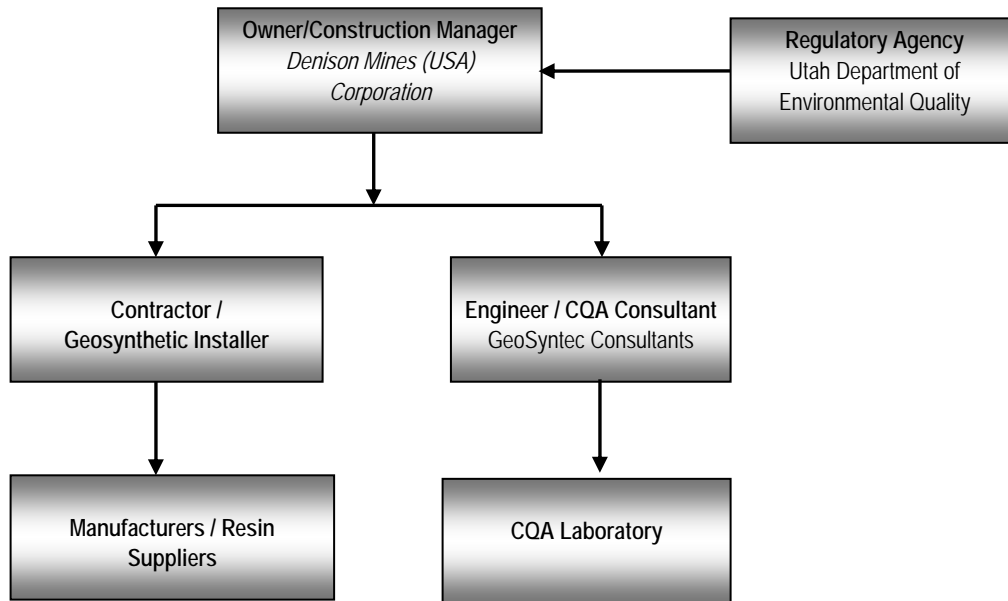 Owner/Construction Manager
Denison Mines (USA)
Corporation
Regulatory Agency
Utah Department of
Environmental Quality
Contractor /
Geosynthetic Installer
Engineer / CQA Consultant
GeoSyntec Consultants
Manufacturers / Resin
Suppliers
CQA Laboratory